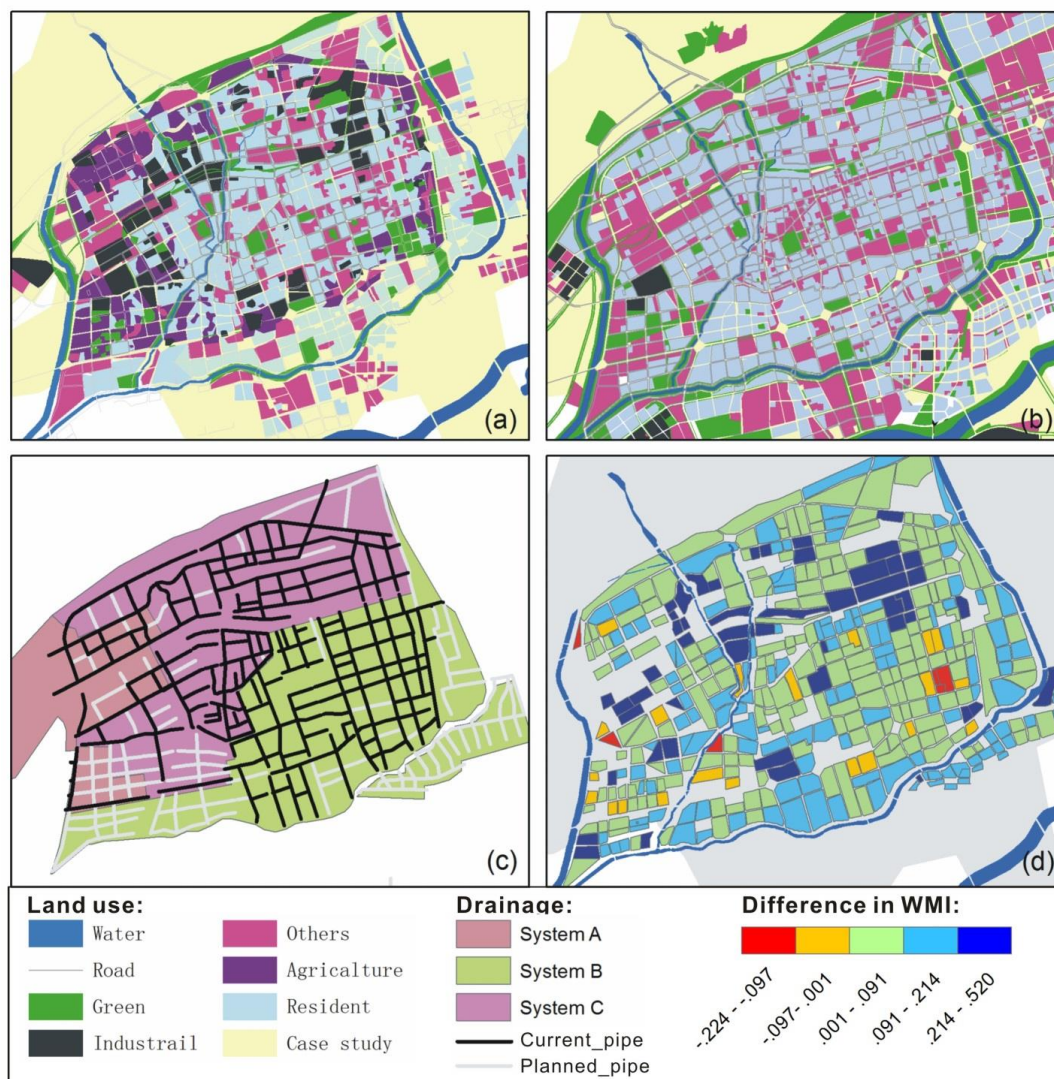 (a)
(b)
(c)
(d)
Land use:
Water
Road
Green
Industrail
Others
Agricalture
Resident
Case study
Drainage:
System A
System B
System C
Current_pipe
Planned_pipe
Difference in WMI:
-.224 - -.097
-.097-.001
.001 - .091
.091 - .214
.214 - .520